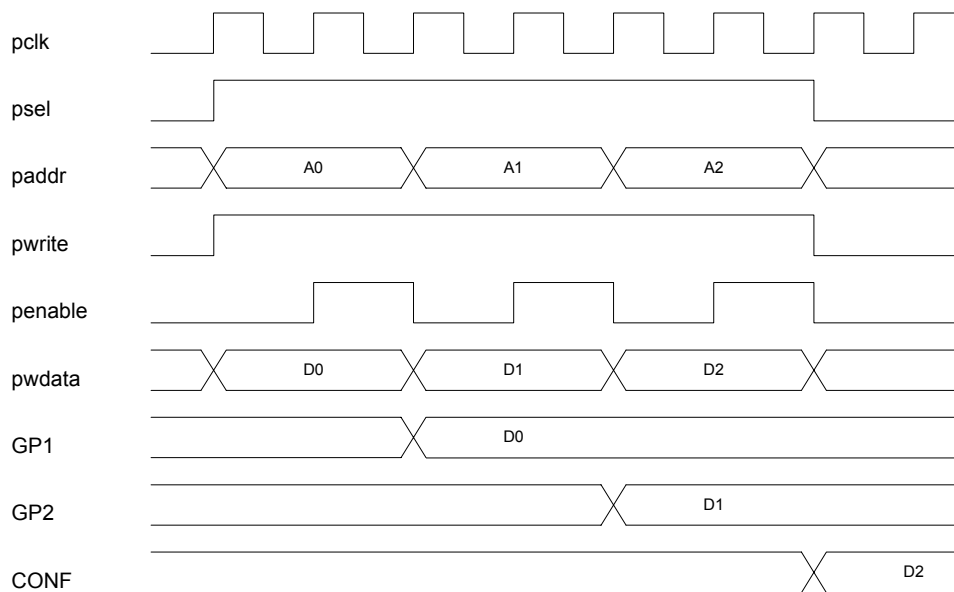 pclk
psel
paddr A0 A1 A2
pwrite
penable
pwdata D0 D1 D2
GP1 D0
GP2 D1
CONF D2